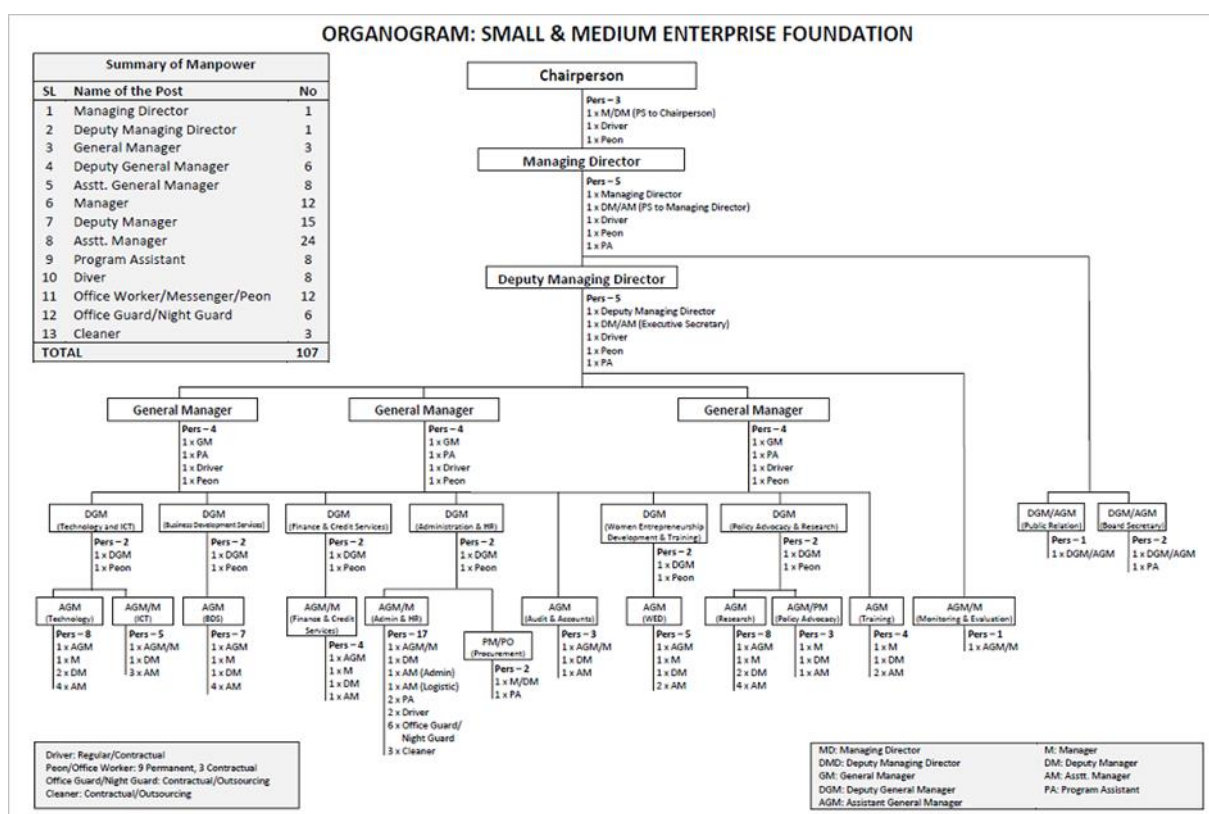 ORGANOGRAM: SMALL & MEDIUM ENTERPRISE FOUNDATION
Summary of Manpower
SL Name of the Post No
1 Managing Director 1
2 Deputy Managing Director 1
3 General Manager 3
4 Deputy General Manager 6
5 Asstt. General Manager 8
6 Manager 12
7 Deputy Manager 15
8 Asstt. Manager 24
9 Program Assistant 8
10 Diver 8
11 Office Worker/Messenger/Peon 12
12 Office Guard/Night Guard 6
13 Cleaner 3
TOTAL 107
Chairperson
Pers – 3
1 x M/DM (PS to Chairperson)
1 x Driver
1 x Peon
Managing Director
Pers – 5
1 x Managing Director
1 x DM/AM (PS to Managing Director)
1 x Driver
1 x Peon
1 x PA
Deputy Managing Director
Pers – 5
1 x Deputy Managing Director
1 x DM/AM (Executive Secretary)
1 x Driver
1 x Peon
1 x PA
General Manager
Pers – 4
1 x GM
1 x PA
1 x Driver
1 x Peon
General Manager
Pers – 4
1 x GM
1 x PA
1 x Driver
1 x Peon
General Manager
Pers – 4
1 x GM
1 x PA
1 x Driver
1 x Peon
DGM
(Technology and ICT)
Pers – 2
1 x DGM
1 x Peon
DGM
(Business Development Services)
Pers – 2
1 x DGM
1 x Peon
DGM
(Finance & Credit Services)
Pers – 2
1 x DGM
1 x Peon
DGM
(Administration & HR)
Pers – 2
1 x DGM
1 x Peon
DGM
(Women Entrepreneurship
Development & Training)
Pers – 2
1 x DGM
1 x Peon
DGM
(Policy Advocacy & Research)
Pers – 2
1 x DGM
1 x Peon
DGM/AGM
(Public Relation)
Pers – 1
1 x DGM/AGM
DGM/AGM
(Board Secretary)
Pers – 2
1 x DGM/AGM
1 x PA
AGM
(Technology)
Pers – 8
1 x AGM
1 x M
2 x DM
4 x AM
AGM/M
(ICT)
Pers – 5
1 x AGM/M
1 x DM
3 x AM
AGM
(BDS)
Pers – 7
1 x AGM
1 x M
1 x DM
4 x AM
AGM/M
(Finance & Credit
Services)
Pers – 4
1 x AGM
1 x M
1 x DM
1 x AM
AGM/M
(Admin & HR)
Pers – 17
1 x AGM/M
1 x DM
1 x AM (Admin)
1 x AM (Logistic)
2 x PA
2 x Driver
6 x Office Guard/
Night Guard
3 x Cleaner
PM/PO
(Procurement)
Pers – 2
1 x M/DM
1 x PA
AGM
(Audit & Accounts)
Pers – 3
1 x AGM/M
1 x DM
1 x AM
AGM
(WED)
Pers – 5
1 x AGM
1 x M
1 x DM
2 x AM
AGM
(Research)
Pers – 8
1 x AGM
1 x M
2 x DM
4 x AM
AGM/PM
(Policy Advocacy)
Pers – 3
1 x M
1 x DM
1 x AM
AGM
(Training)
Pers – 4
1 x M
1 x DM
2 x AM
AGM/M
(Monitoring & Evaluation)
Pers – 1
1 x AGM/M
Driver: Regular/Contractual
Peon/Office Worker: 9 Permanent, 3 Contractual
Office Guard/Night Guard: Contractual/Outsourcing
Cleaner: Contractual/Outsourcing
MD: Managing Director M: Manager
DMD: Deputy Managing Director DM: Deputy Manager
GM: General Manager AM: Asstt. Manager
DGM: Deputy General Manager PA: Program Assistant
AGM: Assistant General Manager